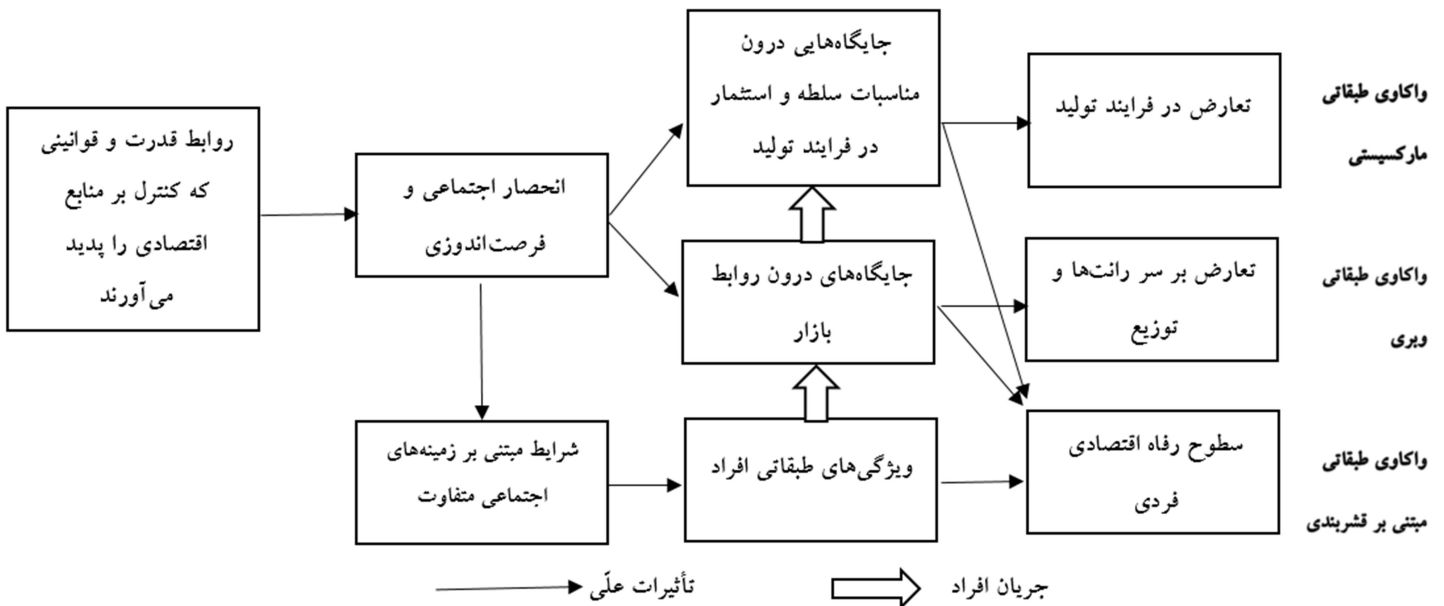 روابط قدرت و قوانینی
که کنترل بر منابع
اقتصادی را پدید
می‌آورند
انحصار اجتماعی و
فرصت‌اندوزی
شرایط مبتنی بر زمینه‌های
اجتماعی متفاوت
جایگاه‌هایی درون
مناسبات سلطه و استثمار
در فرایند تولید
جایگاه‌های درون روابط
بازار
ویژگی‌های طبقاتی افراد
تعارض در فرایند تولید
تعارض بر سر رانت‌ها و
توزیع
سطوح رفاه اقتصادی
فردی
واکاوی طبقاتی
مارکسیستی
واکاوی طبقاتی
وبری
واکاوی طبقاتی
مبتنی بر قشربندی
تأثیرات علّی
جریان افراد